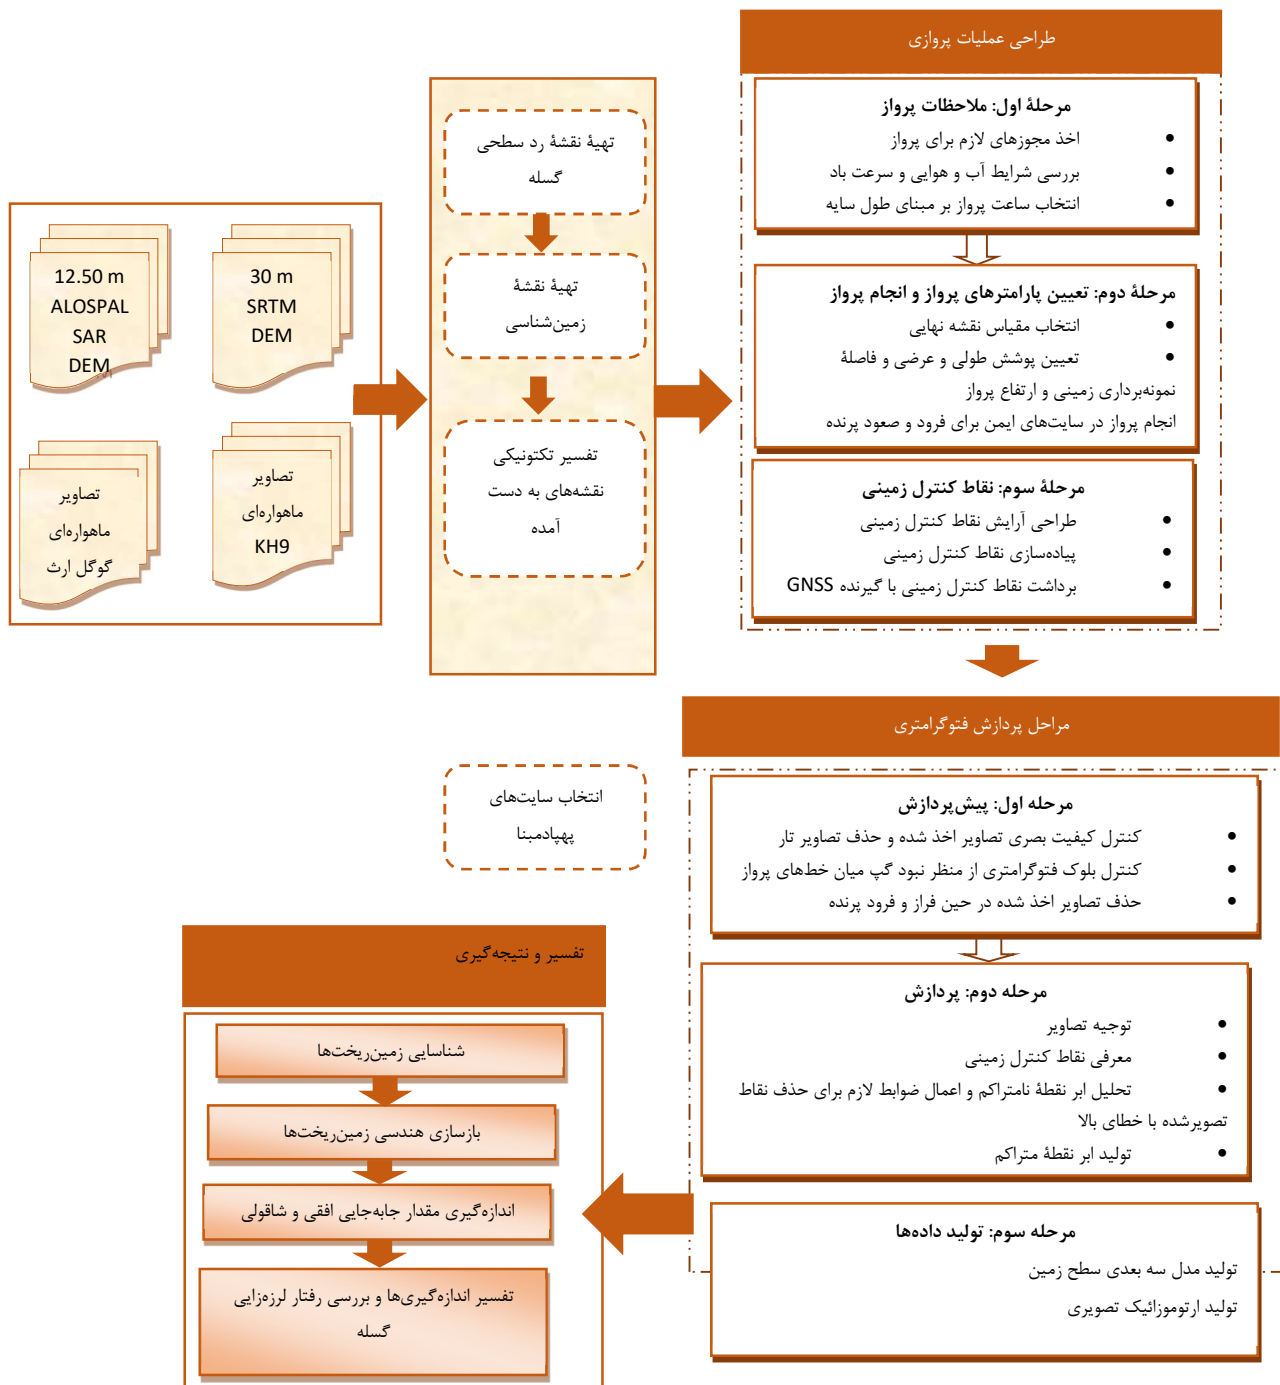 طراحی عملیات پروازی
مرحلهٔ اول: ملاحظات پرواز
• اخذ مجوزهای لازم برای پرواز
• بررسی شرایط آب و هوایی و سرعت باد
• انتخاب ساعت پرواز بر مبنای طول سایه
مرحلهٔ دوم: تعیین پارامترهای پرواز و انجام پرواز
• انتخاب مقیاس نقشه نهایی
• تعیین پوشش طولی و عرضی و فاصلهٔ
نمونه‌برداری زمینی و ارتفاع پرواز
انجام پرواز در سایت‌های ایمن برای فرود و صعود پرنده
مرحلهٔ سوم: نقاط کنترل زمینی
• طراحی آرایش نقاط کنترل زمینی
• پیاده‌سازی نقاط کنترل زمینی
• برداشت نقاط کنترل زمینی با گیرنده GNSS
تهیهٔ نقشهٔ رد سطحی
گسله
تهیهٔ نقشهٔ
زمین‌شناسی
تفسیر تکتونیکی
نقشه‌های به دست
آمده
30 m
SRTM
DEM
12.50 m
ALOSPAL
SAR
DEM
تصاویر
ماهواره‌ای
KH9
تصاویر
ماهواره‌ای
گوگل ارث
مراحل پردازش فتوگرامتری
مرحله اول: پیش‌پردازش
• کنترل کیفیت بصری تصاویر اخذ شده و حذف تصاویر تار
• کنترل بلوک فتوگرامتری از منظر نبود گپ میان خط‌های پرواز
• حذف تصاویر اخذ شده در حین فراز و فرود پرنده
مرحله دوم: پردازش
• توجیه تصاویر
• معرفی نقاط کنترل زمینی
• تحلیل ابر نقطهٔ نامتراکم و اعمال ضوابط لازم برای حذف نقاط
تصویرشده با خطای بالا
• تولید ابر نقطهٔ متراکم
مرحله سوم: تولید داده‌ها
تولید مدل سه بعدی سطح زمین
تولید ارتوموزائیک تصویری
انتخاب سایت‌های
پهپادمبنا
تفسیر و نتیجه‌گیری
شناسایی زمین‌ریخت‌ها
بازسازی هندسی زمین‌ریخت‌ها
اندازه‌گیری مقدار جابه‌جایی افقی و شاقولی
تفسیر اندازه‌گیری‌ها و بررسی رفتار لرزه‌زایی
گسله